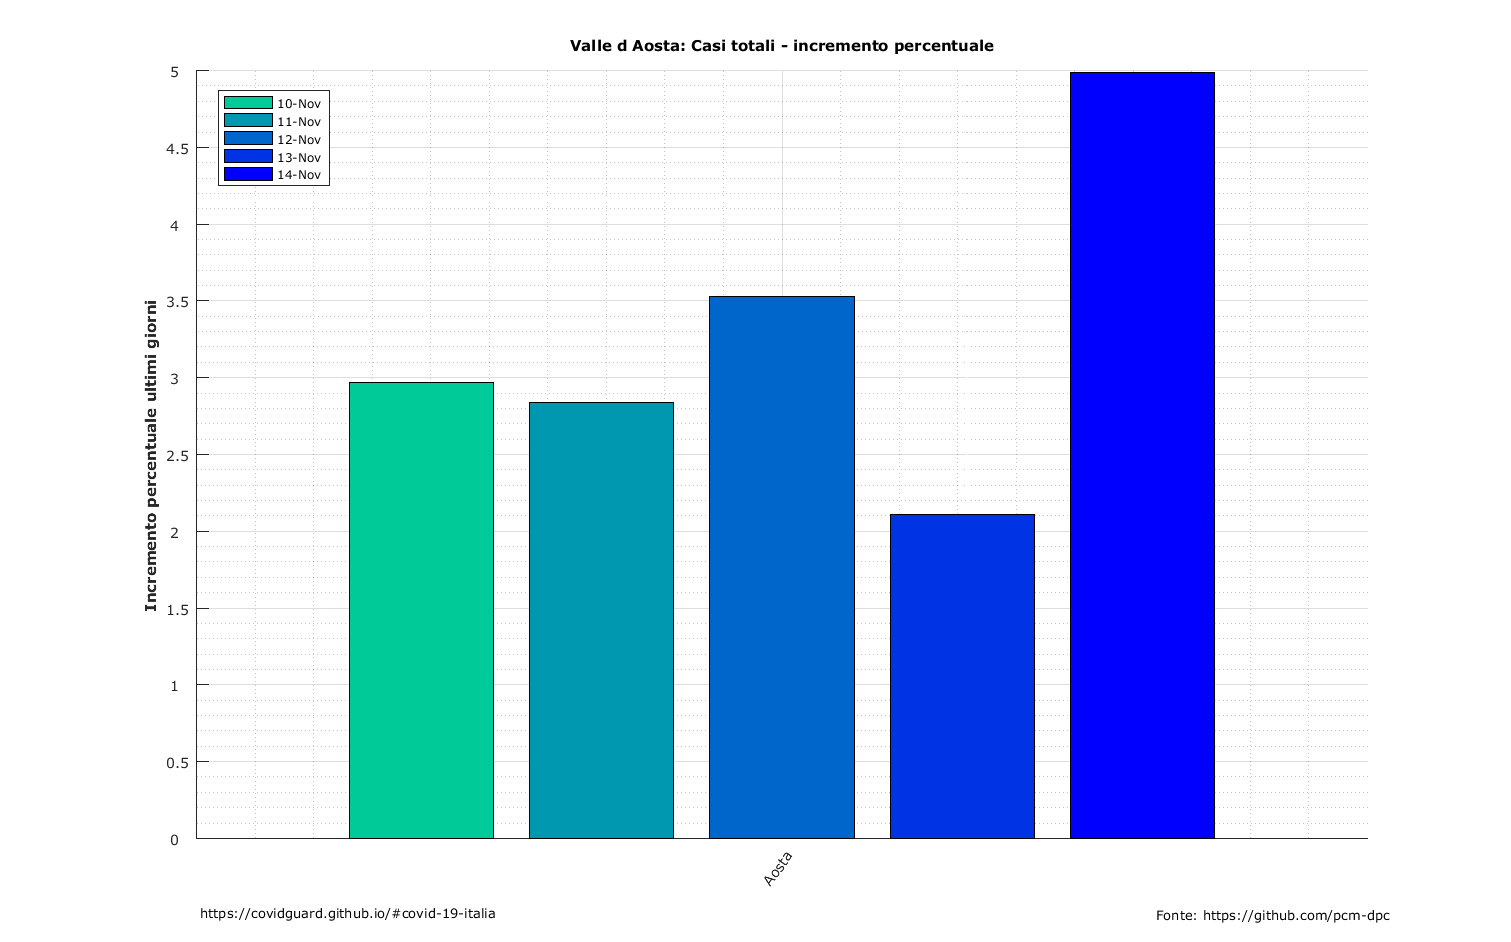 Valle d Aosta: Casi totali - incremento percentuale
5
4.5
4
3.5
3
2.5
2
1.5
1
0.5
0
Incremento percentuale ultimi giorni
10-Nov
11-Nov
12-Nov
13-Nov
14-Nov
Aosta
https://covidguard.github.io/#covid-19-italia
Fonte: https://github.com/pcm-dpc